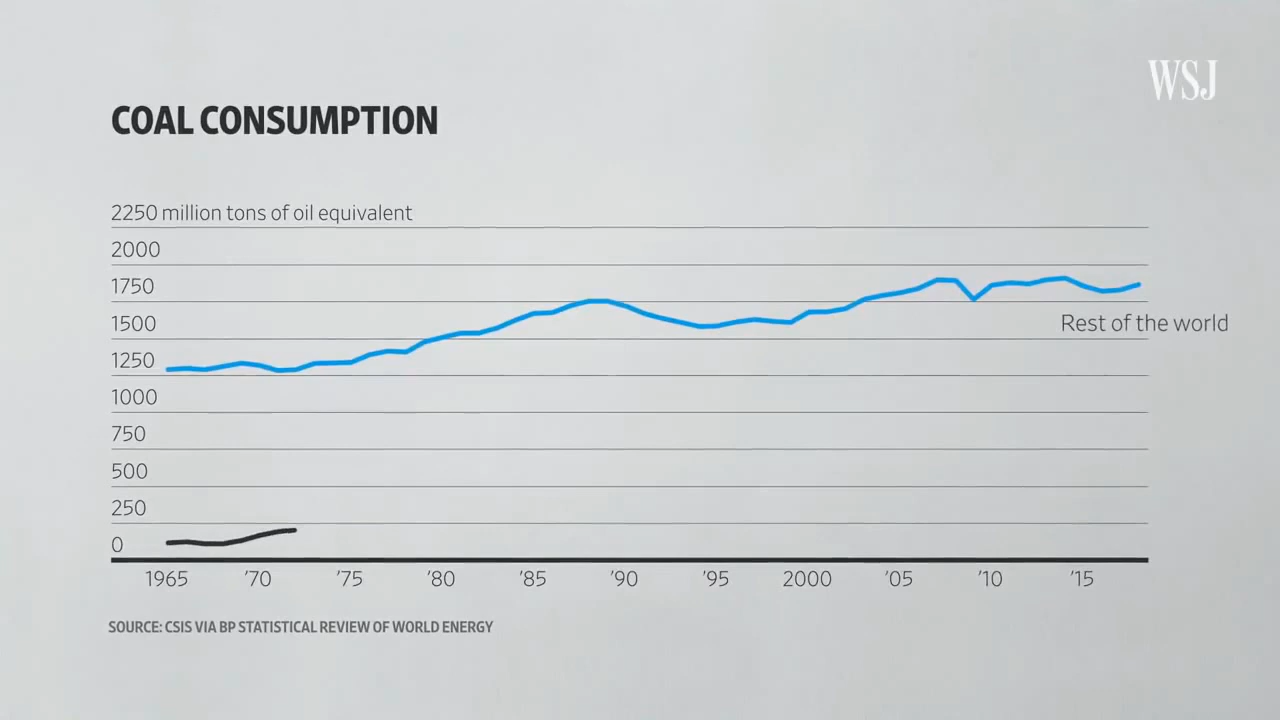 WSJ
COAL CONSUMPTION
2250 million tons of oil equivalent
2000
1750
1500
1250
1000
750
500
250
0
Rest of the world
1965 '70 '75 '80 '85 '90 '95 2000 '05 '10 '15
SOURCE: CSIS VIA BP STATISTICAL REVIEW OF WORLD ENERGY